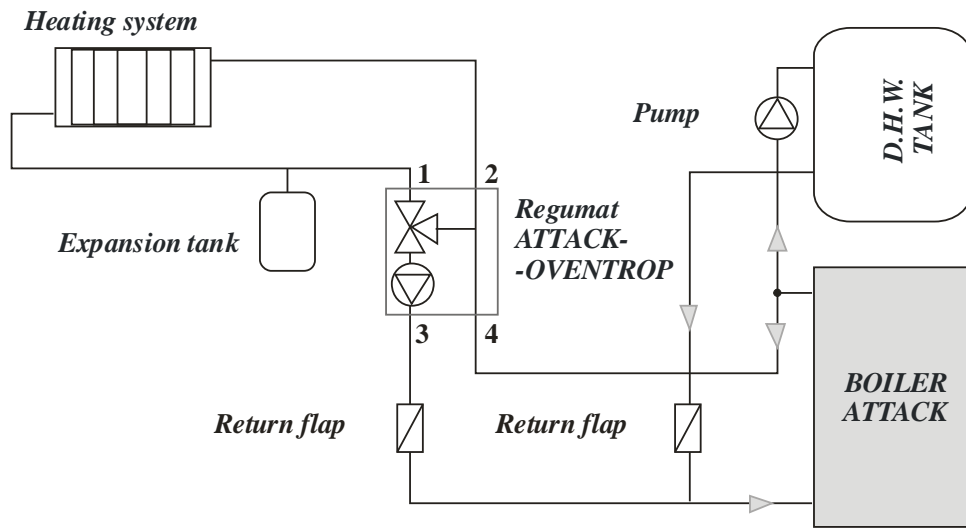 Heating system
Pump
D.H.W.
TANK
1 2
Regumat
ATTACK-
-OVENTROP
Expansion tank
3 4
BOILER
ATTACK
Return flap
Return flap